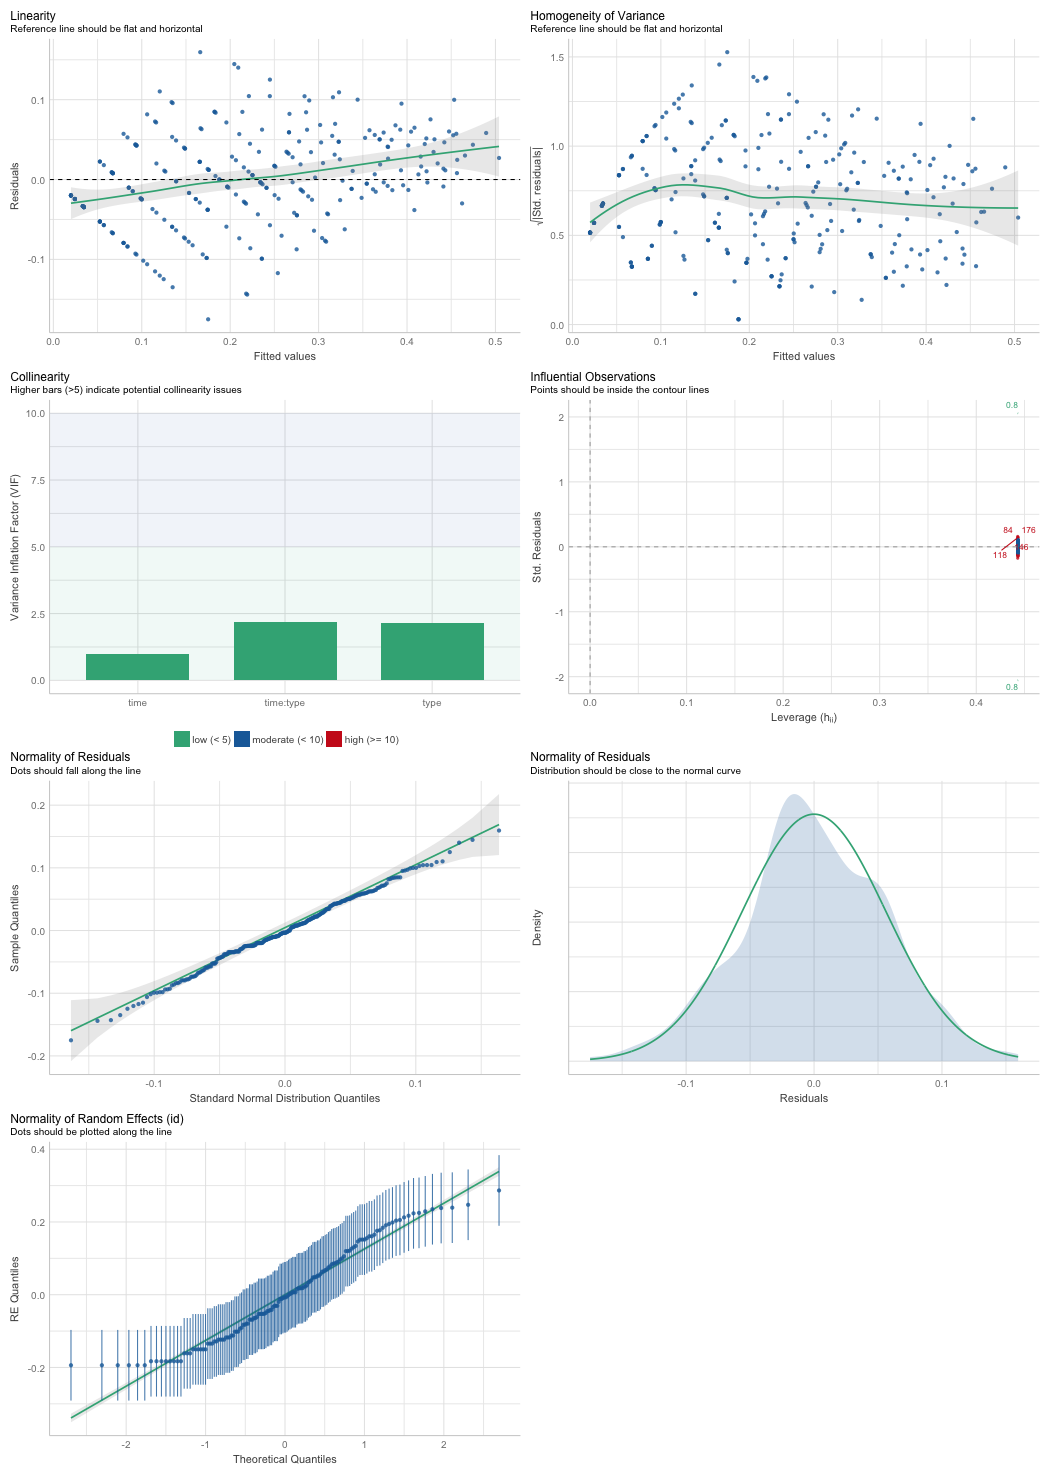 Linearity
Reference line should be flat and horizontal
0.1
0.0
-0.1
Residuals
0.0 0.1 0.2 0.3 0.4 0.5
Fitted values
Homogeneity of Variance
Reference line should be flat and horizontal
1.5
1.0
0.5
0.0
√|Std. residuals|
0.0 0.1 0.2 0.3 0.4 0.5
Fitted values
Collinearity
Higher bars (>5) indicate potential collinearity issues
10.0
7.5
5.0
2.5
0.0
Variance Inflation Factor (VIF)
time time:type type
low (< 5) moderate (< 10) high (>= 10)
Influential Observations
Points should be inside the contour lines
0.8
2
1
0
-1
-2
Std. Residuals
84 176
118
0.8
0.0 0.1 0.2 0.3 0.4
Leverage (hii)
Normality of Residuals
Dots should fall along the line
0.2
0.1
0.0
-0.1
-0.2
Sample Quantiles
-0.1 0.0 0.1
Standard Normal Distribution Quantiles
Normality of Residuals
Distribution should be close to the normal curve
Density
-0.1 0.0 0.1
Residuals
Normality of Random Effects (id)
Dots should be plotted along the line
0.4
0.2
0.0
-0.2
RE Quantiles
-2 -1 0 1 2
Theoretical Quantiles